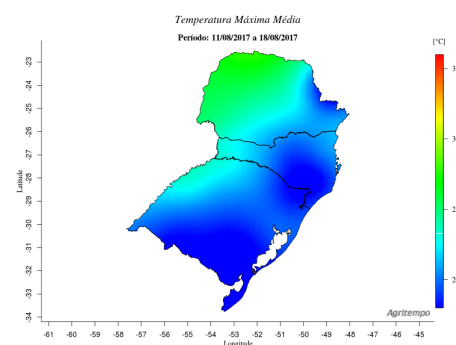 Temperatura Máxima Média
Período: 11/08/2017 a 18/08/2017
[°C]
-23
-24
-25
-26
-27
-28
-29
-30
-31
-32
-33
-34
Latitude
-61 -60 -59 -58 -57 -56 -55 -54 -53 -52 -51 -50 -49 -48 -47 -46 -45
Longitude
Agritempo